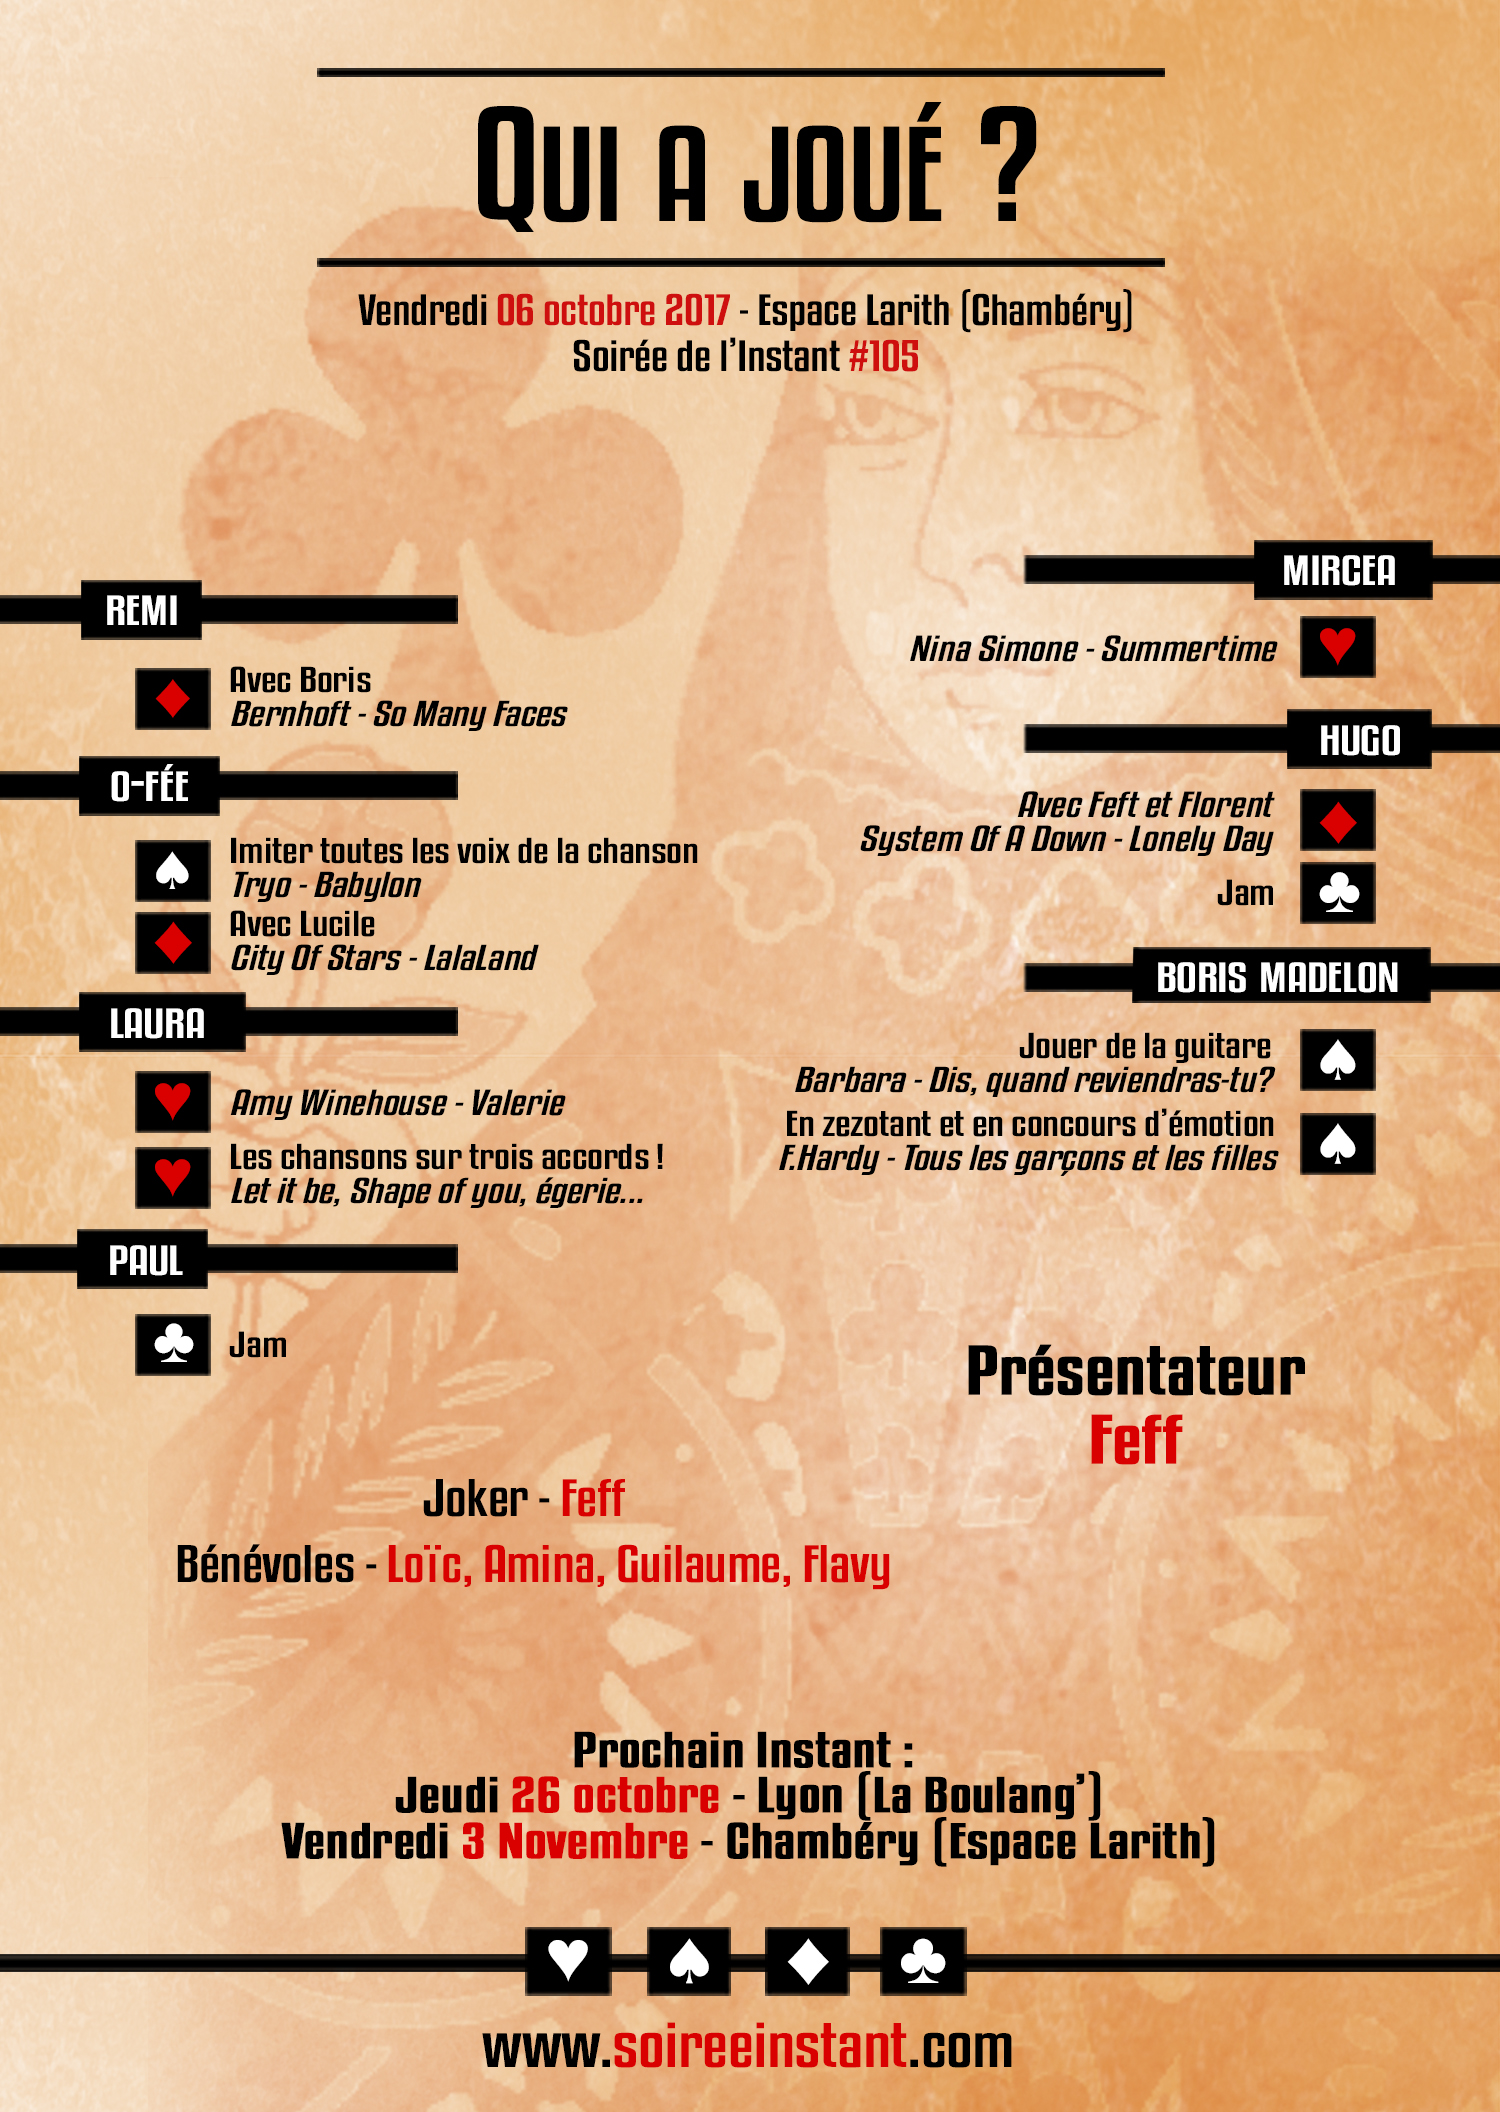 Qui a joué ?
Vendredi 06 octobre 2017 - Espace Larith (Chambéry)
Soirée de l'Instant #105
REMI
Avec Boris
Bernhoft - So Many Faces
O-FÉE
Imiter toutes les voix de la chanson
Tryo - Babylon
Avec Lucile
City Of Stars - LalaLand
LAURA
Amy Winehouse - Valerie
Les chansons sur trois accords !
Let it be, Shape of you, égerie...
PAUL
Jam
MIRCEA
Nina Simone - Summertime
HUGO
Avec Feft et Florent
System Of A Down - Lonely Day
Jam
BORIS MADELON
Jouer de la guitare
Barbara - Dis, quand reviendras-tu?
En zezotant et en concours d'émotion
F.Hardy - Tous les garçons et les filles
Présentateur
Feff
Joker - Feff
Bénévoles - Loïc, Amina, Guilaume, Flavy
Prochain Instant :
Jeudi 26 octobre - Lyon (La Boulang')
Vendredi 3 Novembre - Chambéry (Espace Larith)
www.soireeinstant.com